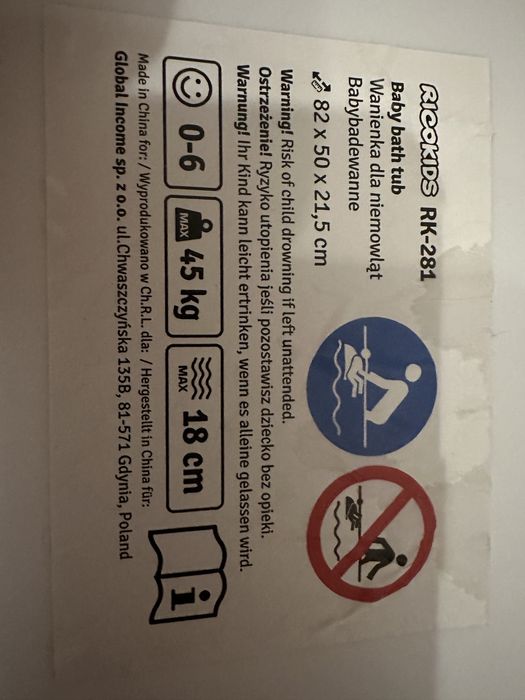 RICOKIDS RK-281
Baby bath tub
Wanienka dla niemowląt
Babybadewanne
82 x 50 x 21,5 cm
Warning! Risk of child drowning if left unattended.
Ostrzeżenie! Ryzyko utopienia jeśli pozostawisz dziecko bez opieki.
Warnung! Ihr Kind kann leicht ertrinken, wenn es alleine gelassen wird.
0-6
MAX 45 kg
MAX 18 cm
i
Made in China for: / Wyprodukowano w Ch.R.L. dla: / Hergestellt in China für:
Global Income sp. z o.o. ul.Chwaszczyńska 135B, 81-571 Gdynia, Poland